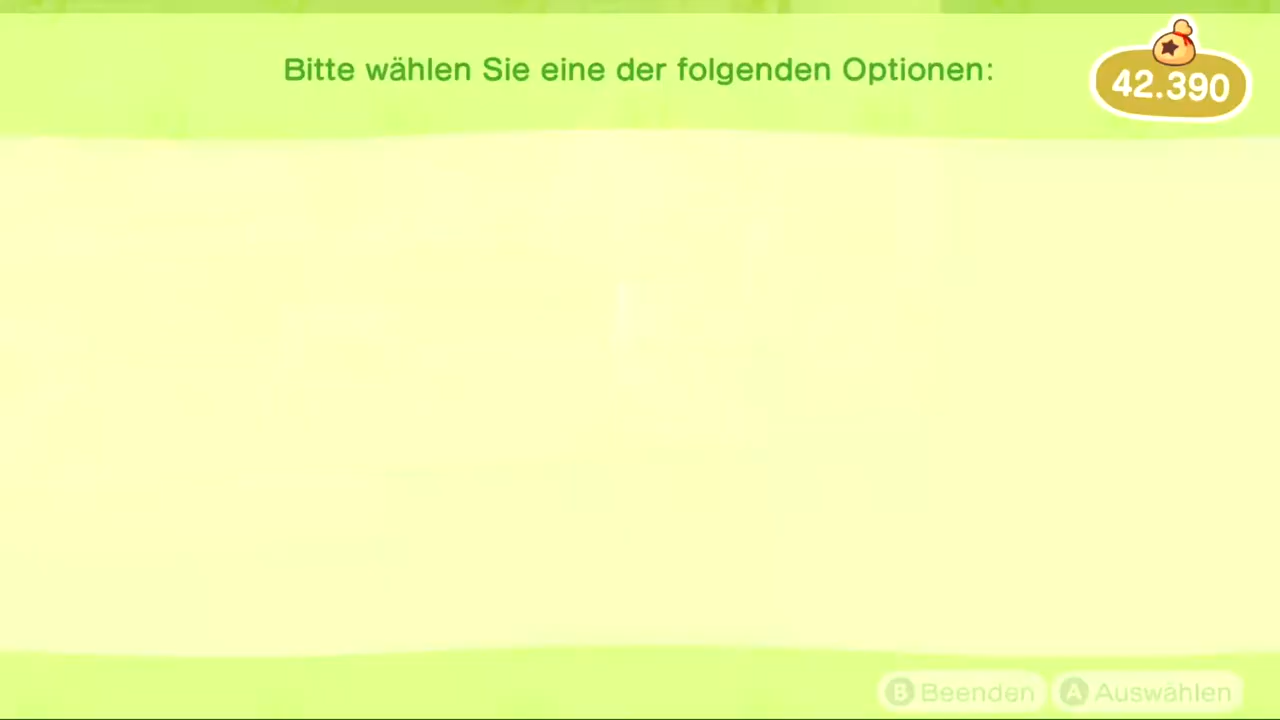 Bitte wählen Sie eine der folgenden Optionen:
42.390
B Beenden A Auswählen